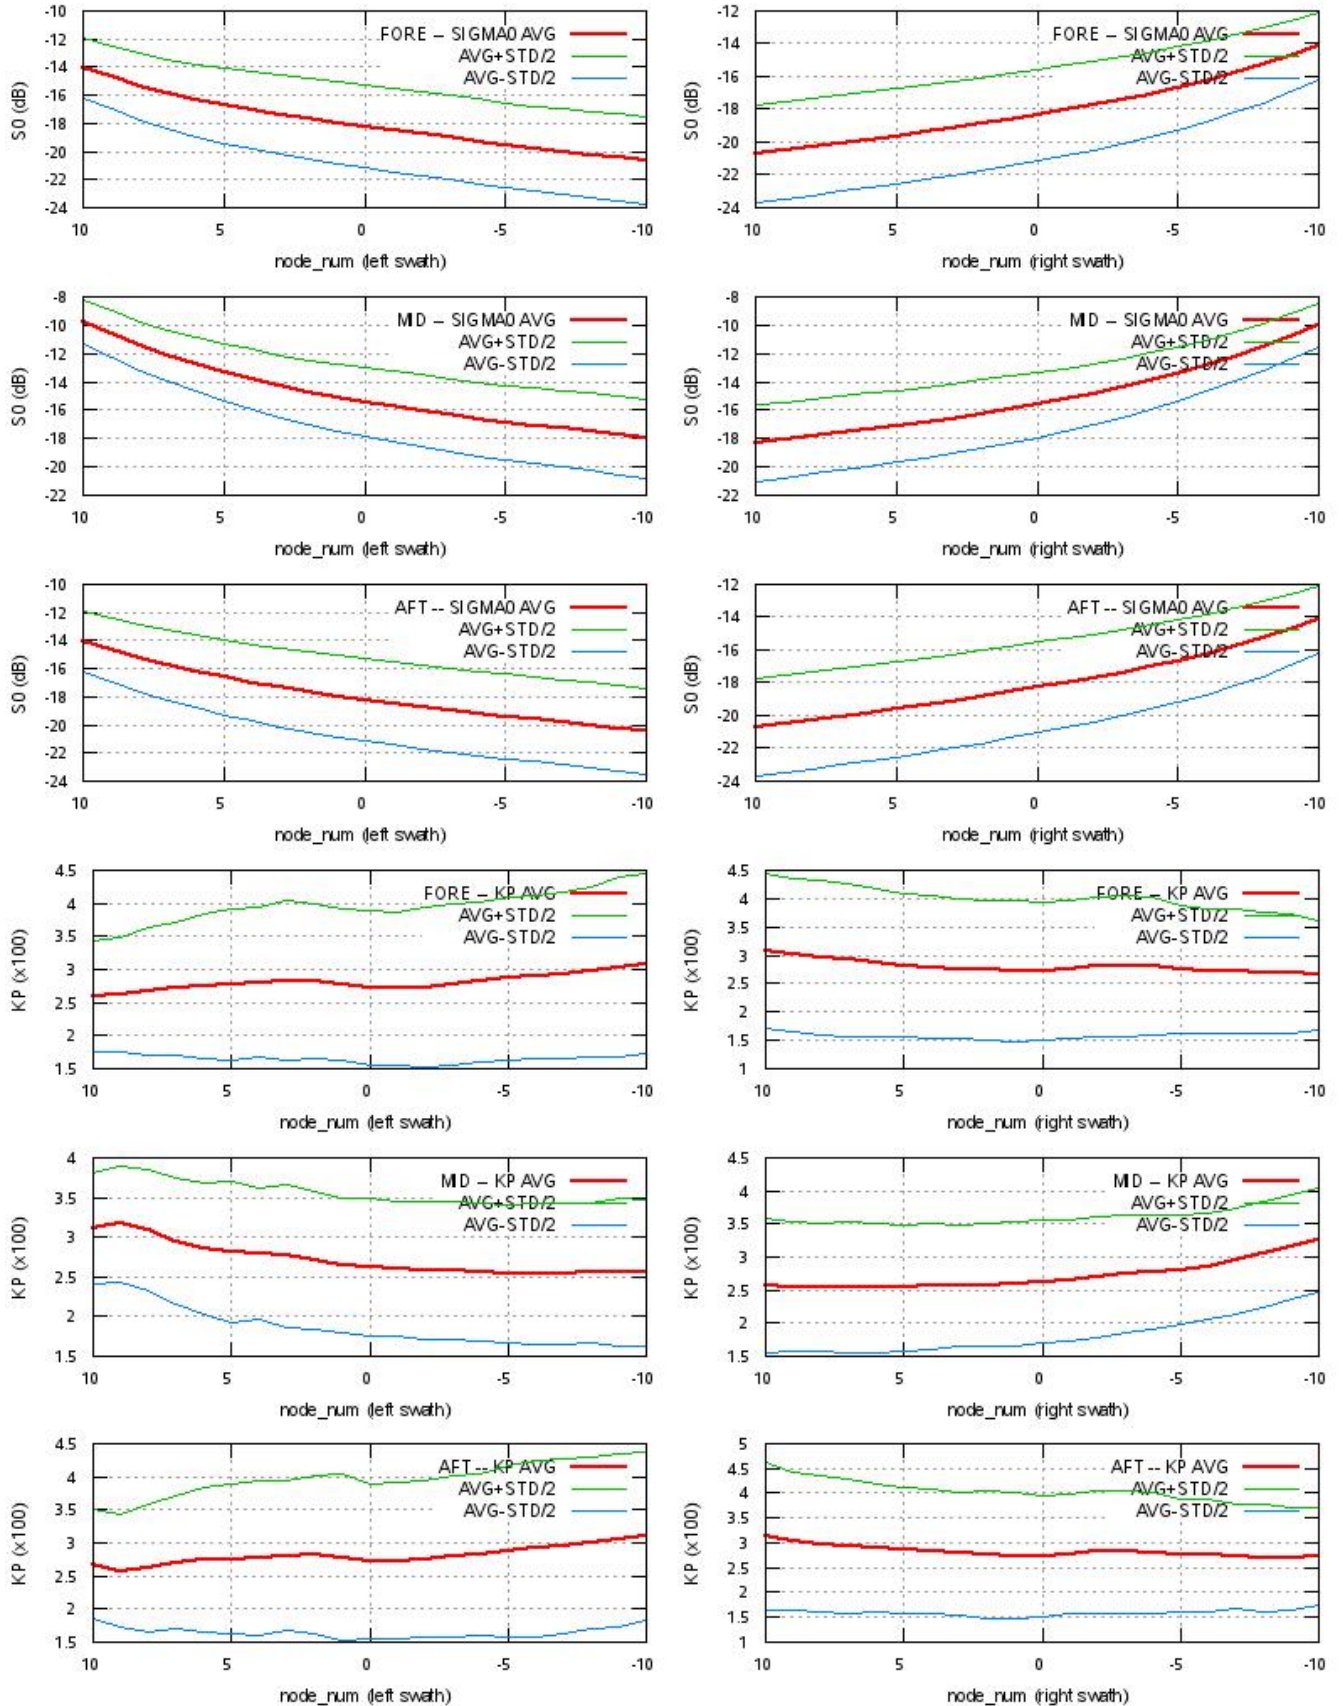 FORE -- SIGMA0 AVG
AVG+STD/2
AVG-STD/2
S0 (dB)
-10
-12
-14
-16
-18
-20
-22
-24
10 5 0 -5 -10
node_num (left swath)
FORE -- SIGMA0 AVG
AVG+STD/2
AVG-STD/2
S0 (dB)
-12
-14
-16
-18
-20
-22
-24
10 5 0 -5 -10
node_num (right swath)
MID -- SIGMA0 AVG
AVG+STD/2
AVG-STD/2
S0 (dB)
-8
-10
-12
-14
-16
-18
-20
-22
10 5 0 -5 -10
node_num (left swath)
MID -- SIGMA0 AVG
AVG+STD/2
AVG-STD/2
S0 (dB)
-8
-10
-12
-14
-16
-18
-20
-22
10 5 0 -5 -10
node_num (right swath)
AFT -- SIGMA0 AVG
AVG+STD/2
AVG-STD/2
S0 (dB)
-10
-12
-14
-16
-18
-20
-22
-24
10 5 0 -5 -10
node_num (left swath)
AFT -- SIGMA0 AVG
AVG+STD/2
AVG-STD/2
S0 (dB)
-12
-14
-16
-18
-20
-22
-24
10 5 0 -5 -10
node_num (right swath)
FORE -- KP AVG
AVG+STD/2
AVG-STD/2
KP (x100)
4.5
4
3.5
3
2.5
2
1.5
10 5 0 -5 -10
node_num (left swath)
FORE -- KP AVG
AVG+STD/2
AVG-STD/2
KP (x100)
4.5
4
3.5
3
2.5
2
1.5
1
10 5 0 -5 -10
node_num (right swath)
MID -- KP AVG
AVG+STD/2
AVG-STD/2
KP (x100)
4
3.5
3
2.5
2
1.5
10 5 0 -5 -10
node_num (left swath)
MID -- KP AVG
AVG+STD/2
AVG-STD/2
KP (x100)
4.5
4
3.5
3
2.5
2
1.5
10 5 0 -5 -10
node_num (right swath)
AFT -- KP AVG
AVG+STD/2
AVG-STD/2
KP (x100)
4.5
4
3.5
3
2.5
2
1.5
10 5 0 -5 -10
node_num (left swath)
AFT -- KP AVG
AVG+STD/2
AVG-STD/2
KP (x100)
5
4.5
4
3.5
3
2.5
2
1.5
1
10 5 0 -5 -10
node_num (right swath)